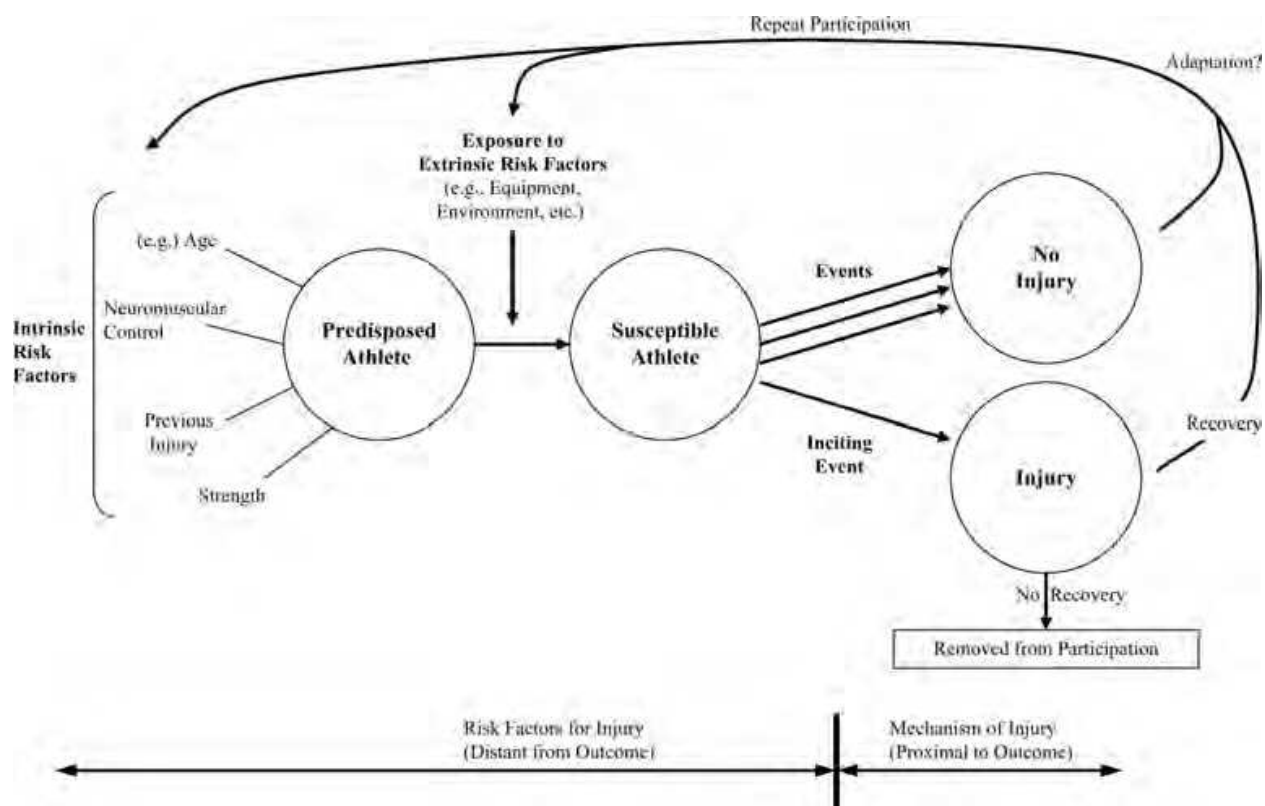 Repeat Participation
Adaptation?
Exposure to
Extrinsic Risk Factors
(e.g., Equipment,
Environment, etc.)
(e.g.) Age
Neuromuscular
Control
Intrinsic
Risk
Factors
Previous
Injury
Strength
Predisposed
Athlete
Susceptible
Athlete
Events
No
Injury
Inciting
Event
Injury
Recovery
No Recovery
Removed from Participation
Risk Factors for Injury
(Distant from Outcome)
Mechanism of Injury
(Proximal to Outcome)